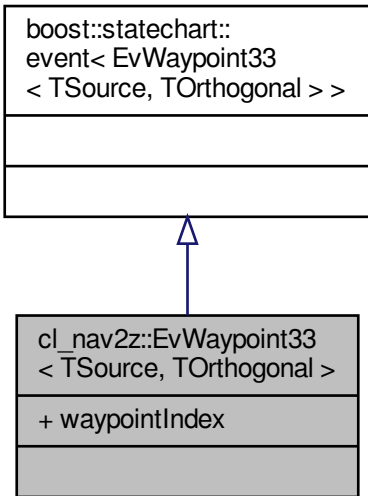 boost::statechart::
event< EvWaypoint33
< TSource, TOrthogonal > >
cl_nav2z::EvWaypoint33
< TSource, TOrthogonal >
+ waypointIndex